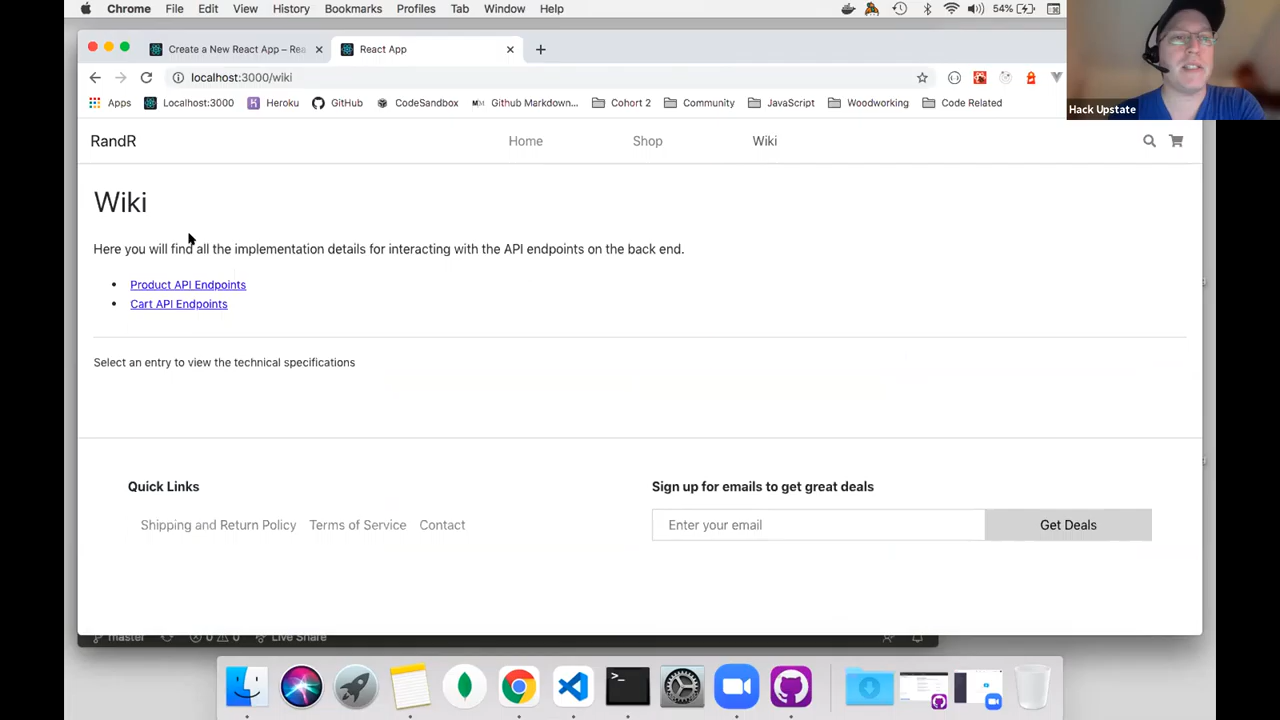 Chrome File Edit View History Bookmarks Profiles Tab Window Help 54%
Create a New React App – Rea
React App
localhost:3000/wiki
Apps Localhost:3000 Heroku GitHub CodeSandbox Github Markdown... Cohort 2 Community JavaScript Woodworking Code Related
Hack Upstate
RandR Home Shop Wiki
Wiki
Here you will find all the implementation details for interacting with the API endpoints on the back end.
Product API Endpoints
Cart API Endpoints
Select an entry to view the technical specifications
Quick Links
Sign up for emails to get great deals
Shipping and Return Policy Terms of Service Contact
Enter your email Get Deals
master 0 0 Live Share